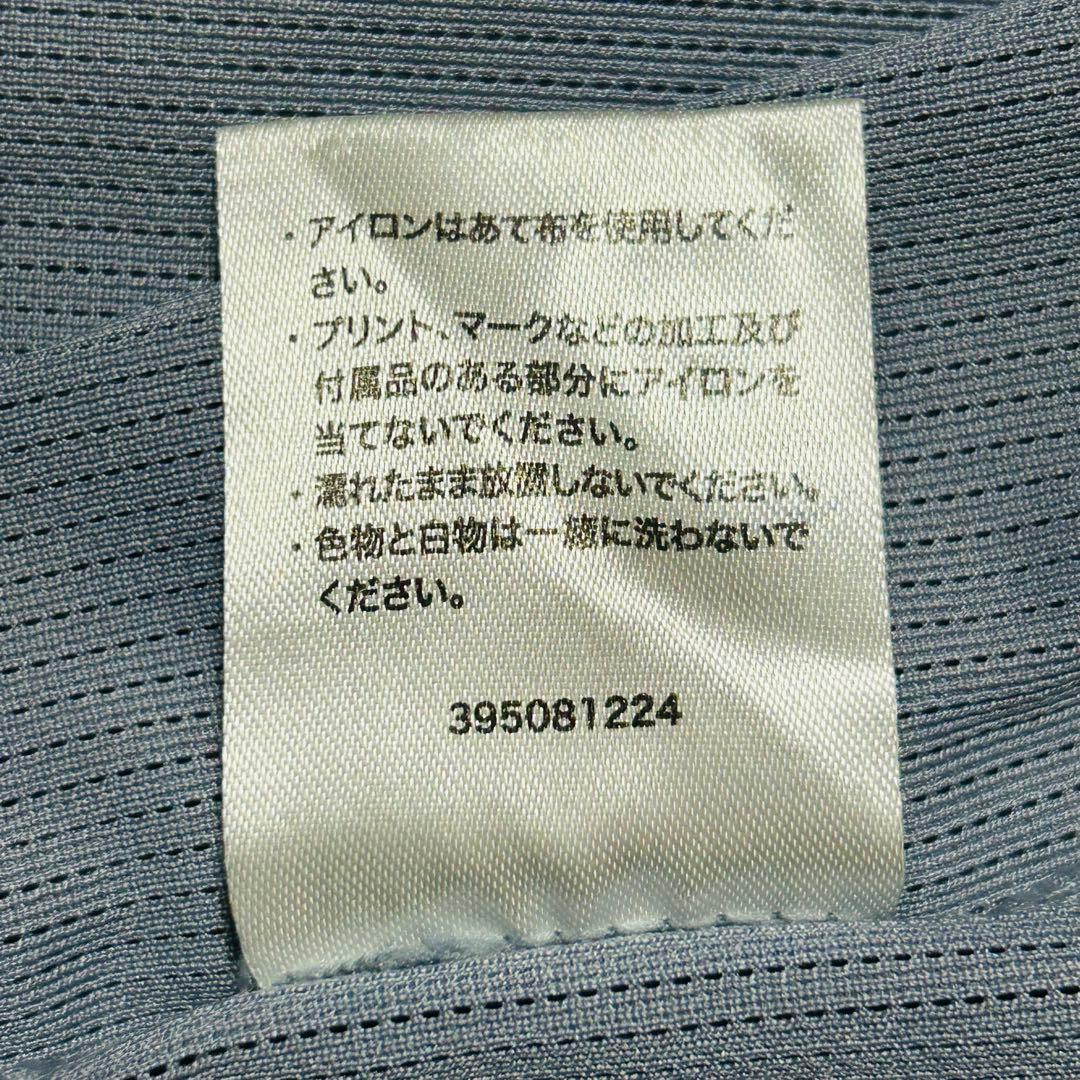 ・アイロンはあて布を使用してくだ
さい。
・プリント、マークなどの加工及び
付属品のある部分にアイロンを
当てないでください。
・濡れたまま放置しないでください。
・色物と白物は一緒に洗わないで
ください。
395081224